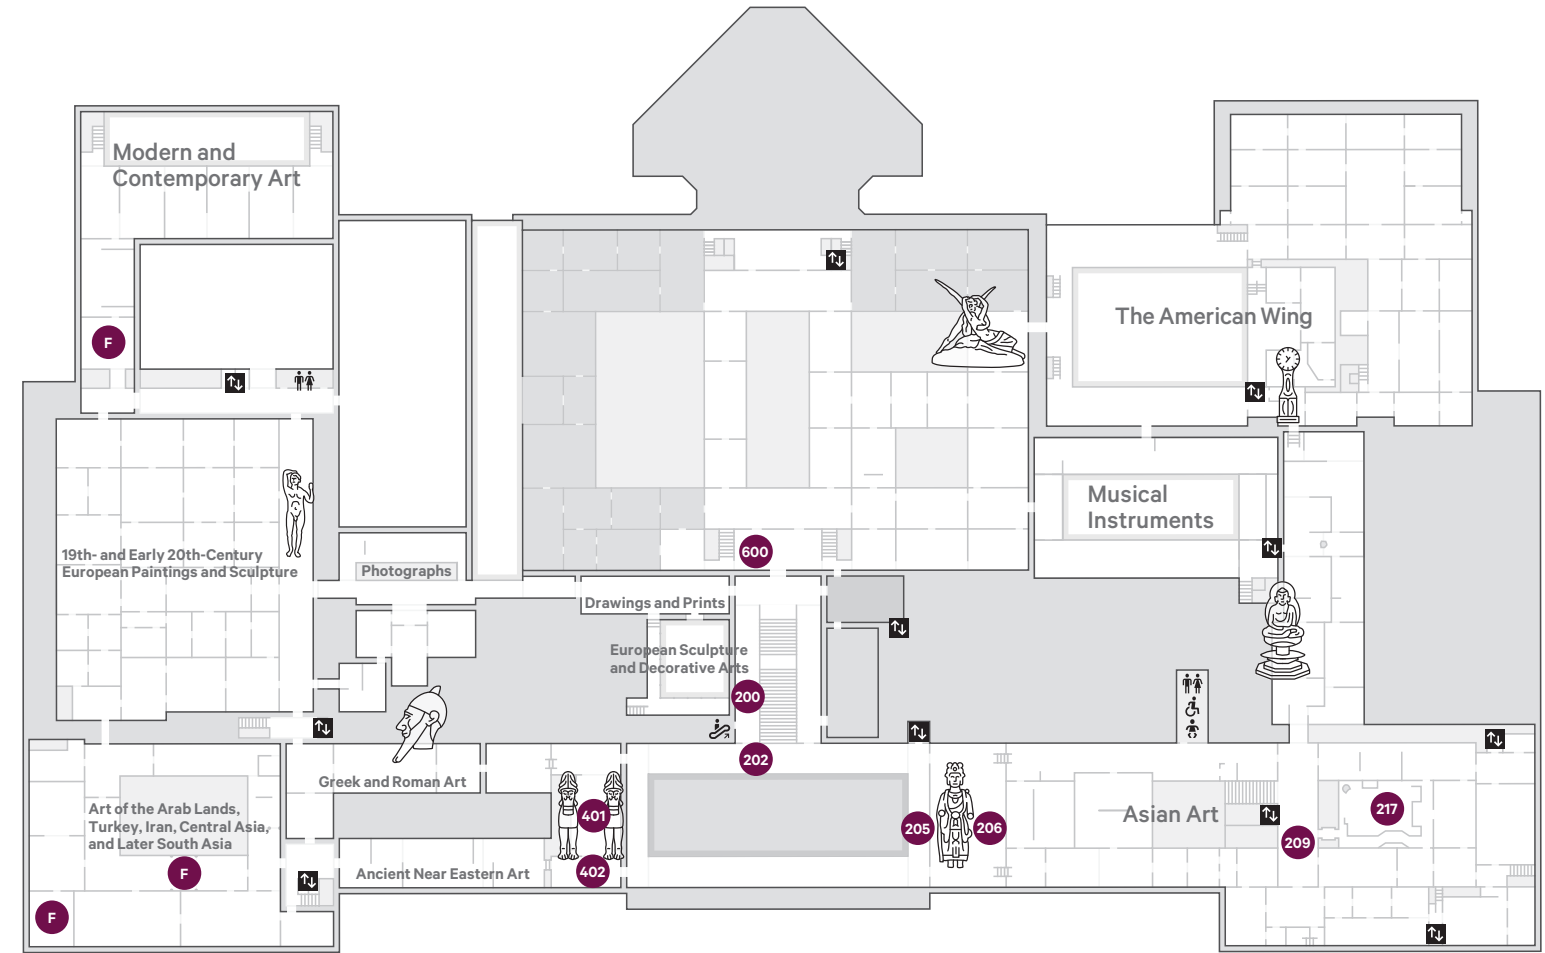 Modern and
Contemporary Art
The American Wing
F
Musical
Instruments
19th- and Early 20th-Century
European Paintings and Sculpture
600
Photographs
Drawings and Prints
European Sculpture
and Decorative Arts
200
202
Greek and Roman Art
Art of the Arab Lands,
Turkey, Iran, Central Asia,
and Later South Asia
401
205
206
Asian Art
217
209
F
Ancient Near Eastern Art
402
F